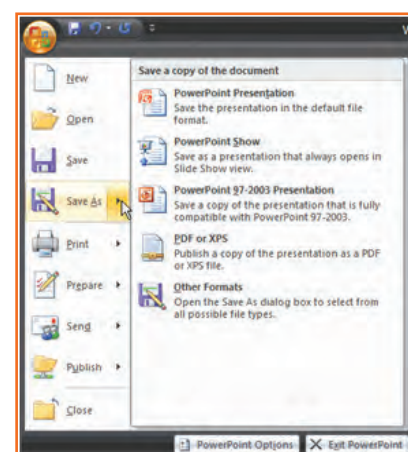 New
Open
Save
Save As
Print
Prepare
Send
Publish
Close
Save a copy of the document
PowerPoint Presentation
Save the presentation in the default file
format.
PowerPoint Show
Save as a presentation that always opens in
Slide Show view.
PowerPoint 97-2003 Presentation
Save a copy of the presentation that is fully
compatible with PowerPoint 97-2003.
PDF or XPS
Publish a copy of the presentation as a PDF
or XPS file.
Other Formats
Open the Save As dialog box to select from
all possible file types.
PowerPoint Options
Exit PowerPoint